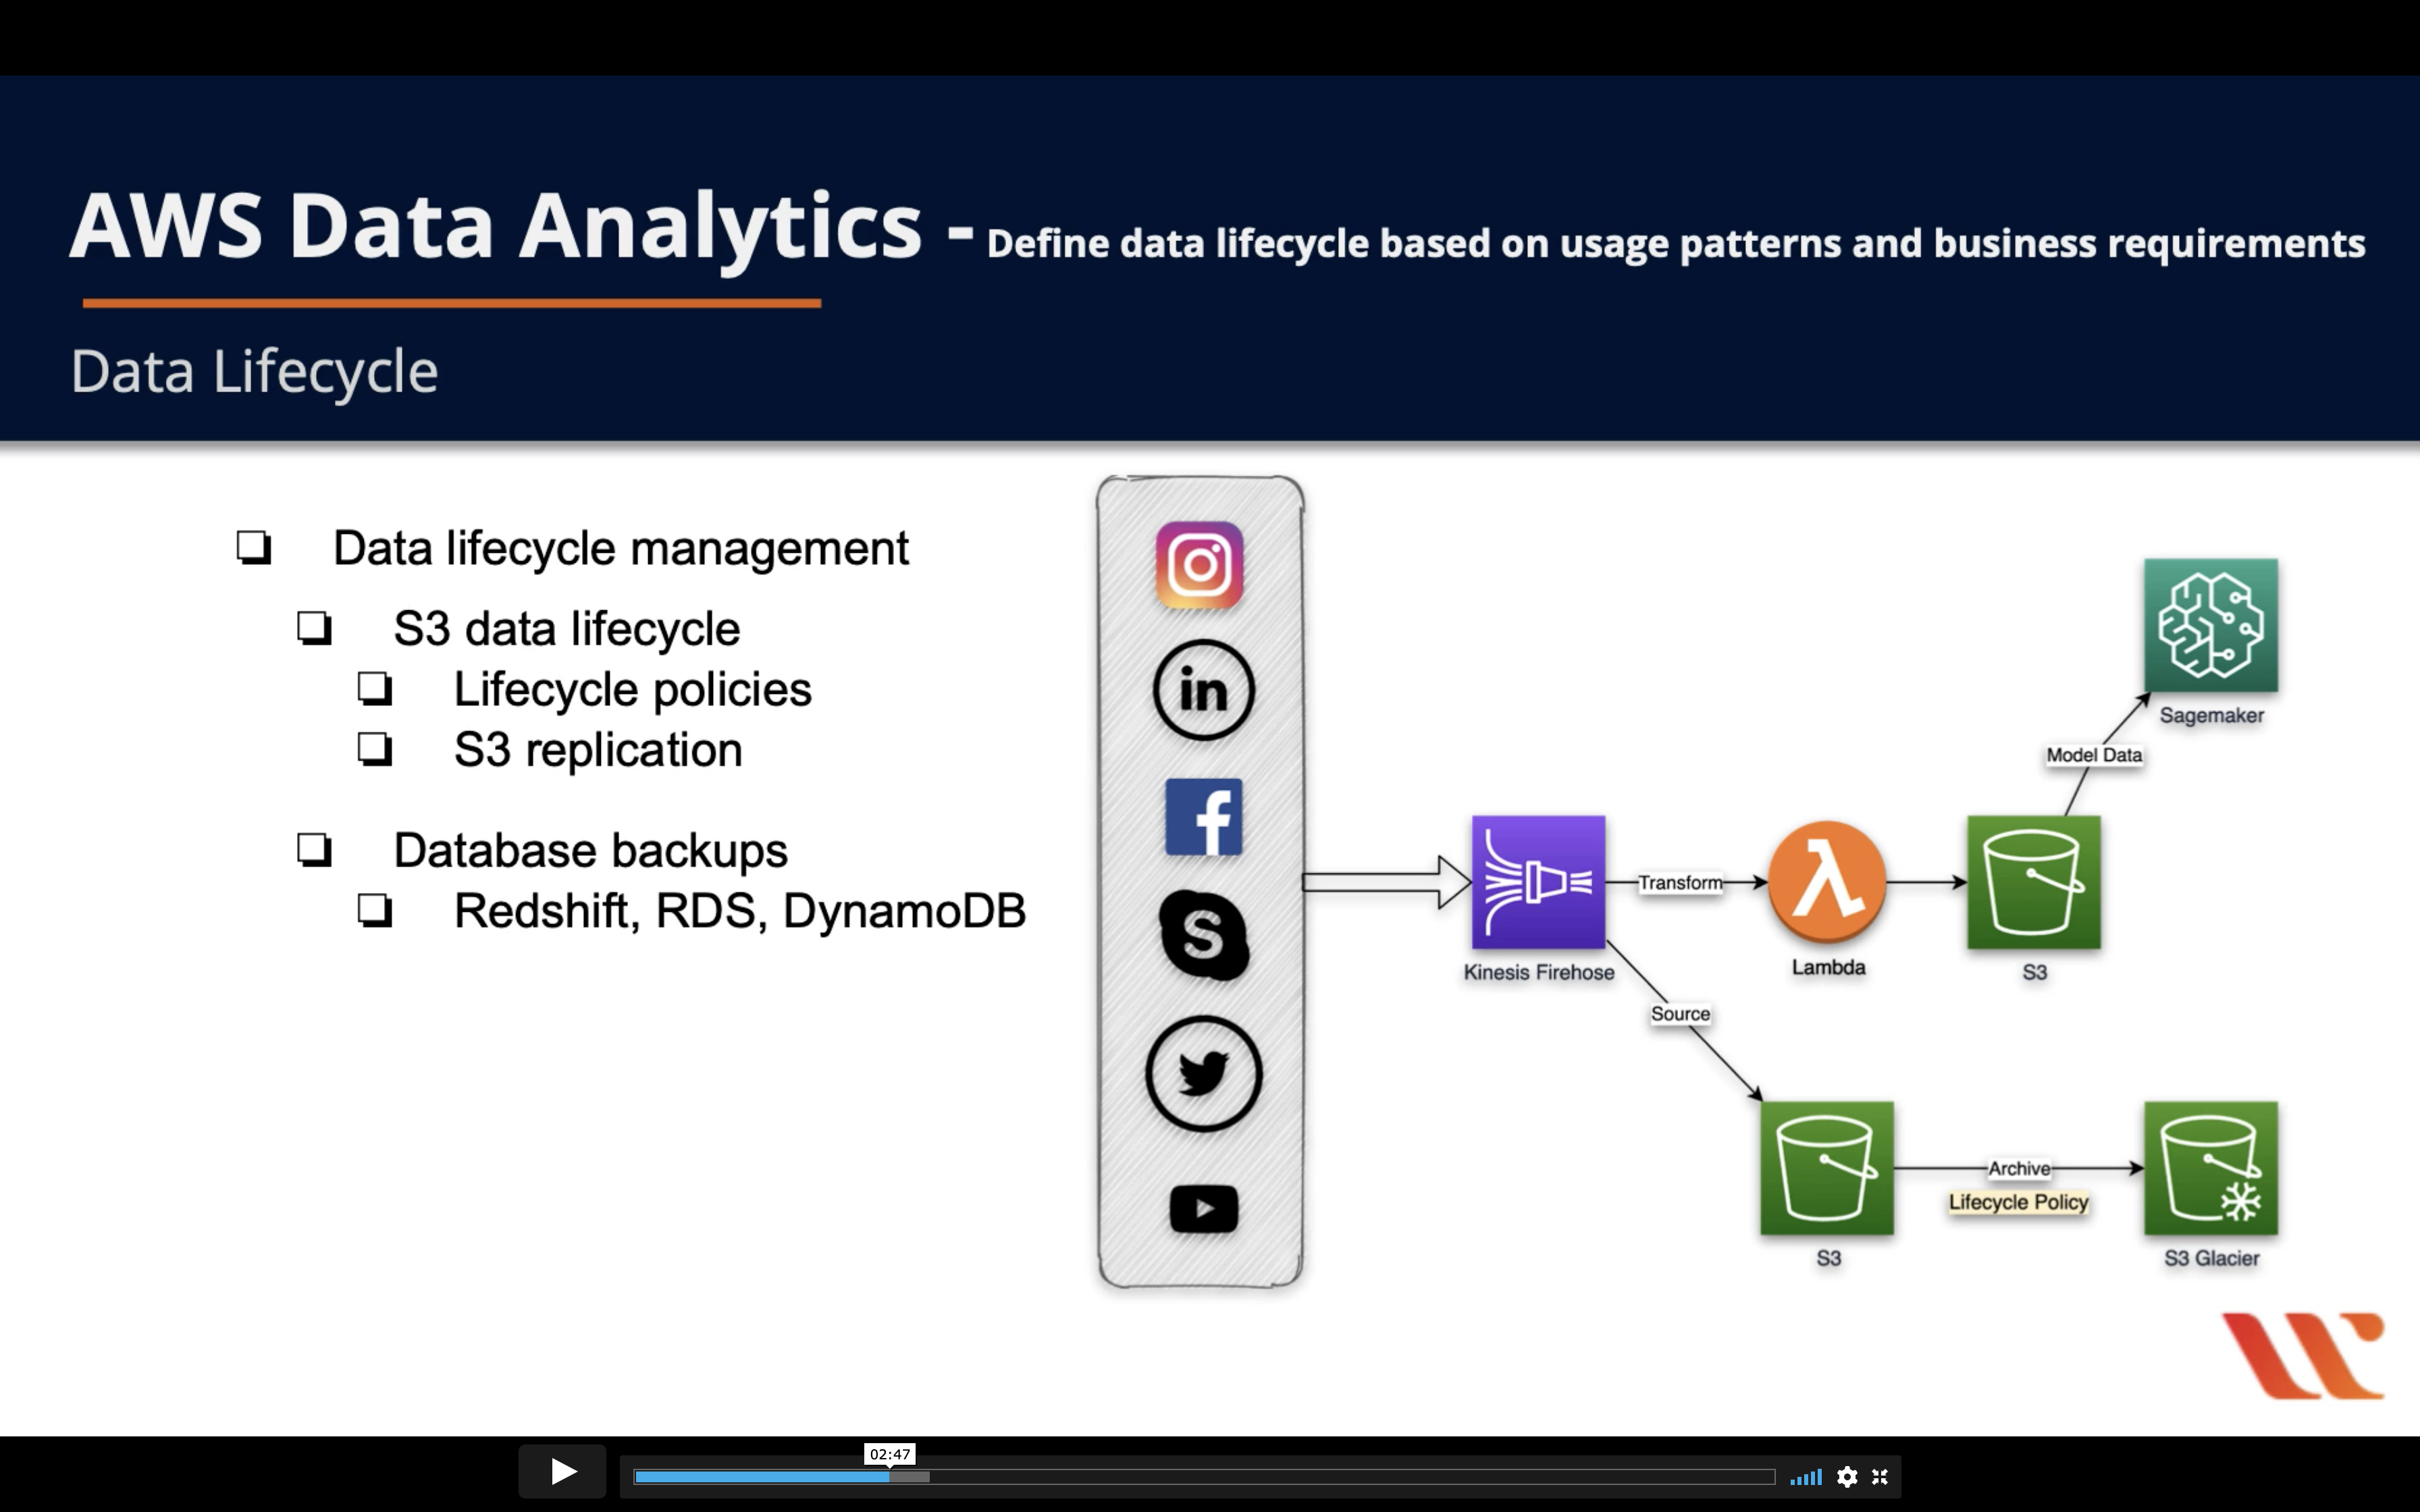 AWS Data Analytics - Define data lifecycle based on usage patterns and business requirements
Data Lifecycle
Data lifecycle management
S3 data lifecycle
Lifecycle policies
S3 replication
Database backups
Redshift, RDS, DynamoDB
in
f
S
Sagemaker
Model Data
Transform
Kinesis Firehose
Lambda
S3
Source
Archive
Lifecycle Policy
S3
S3 Glacier
02:47